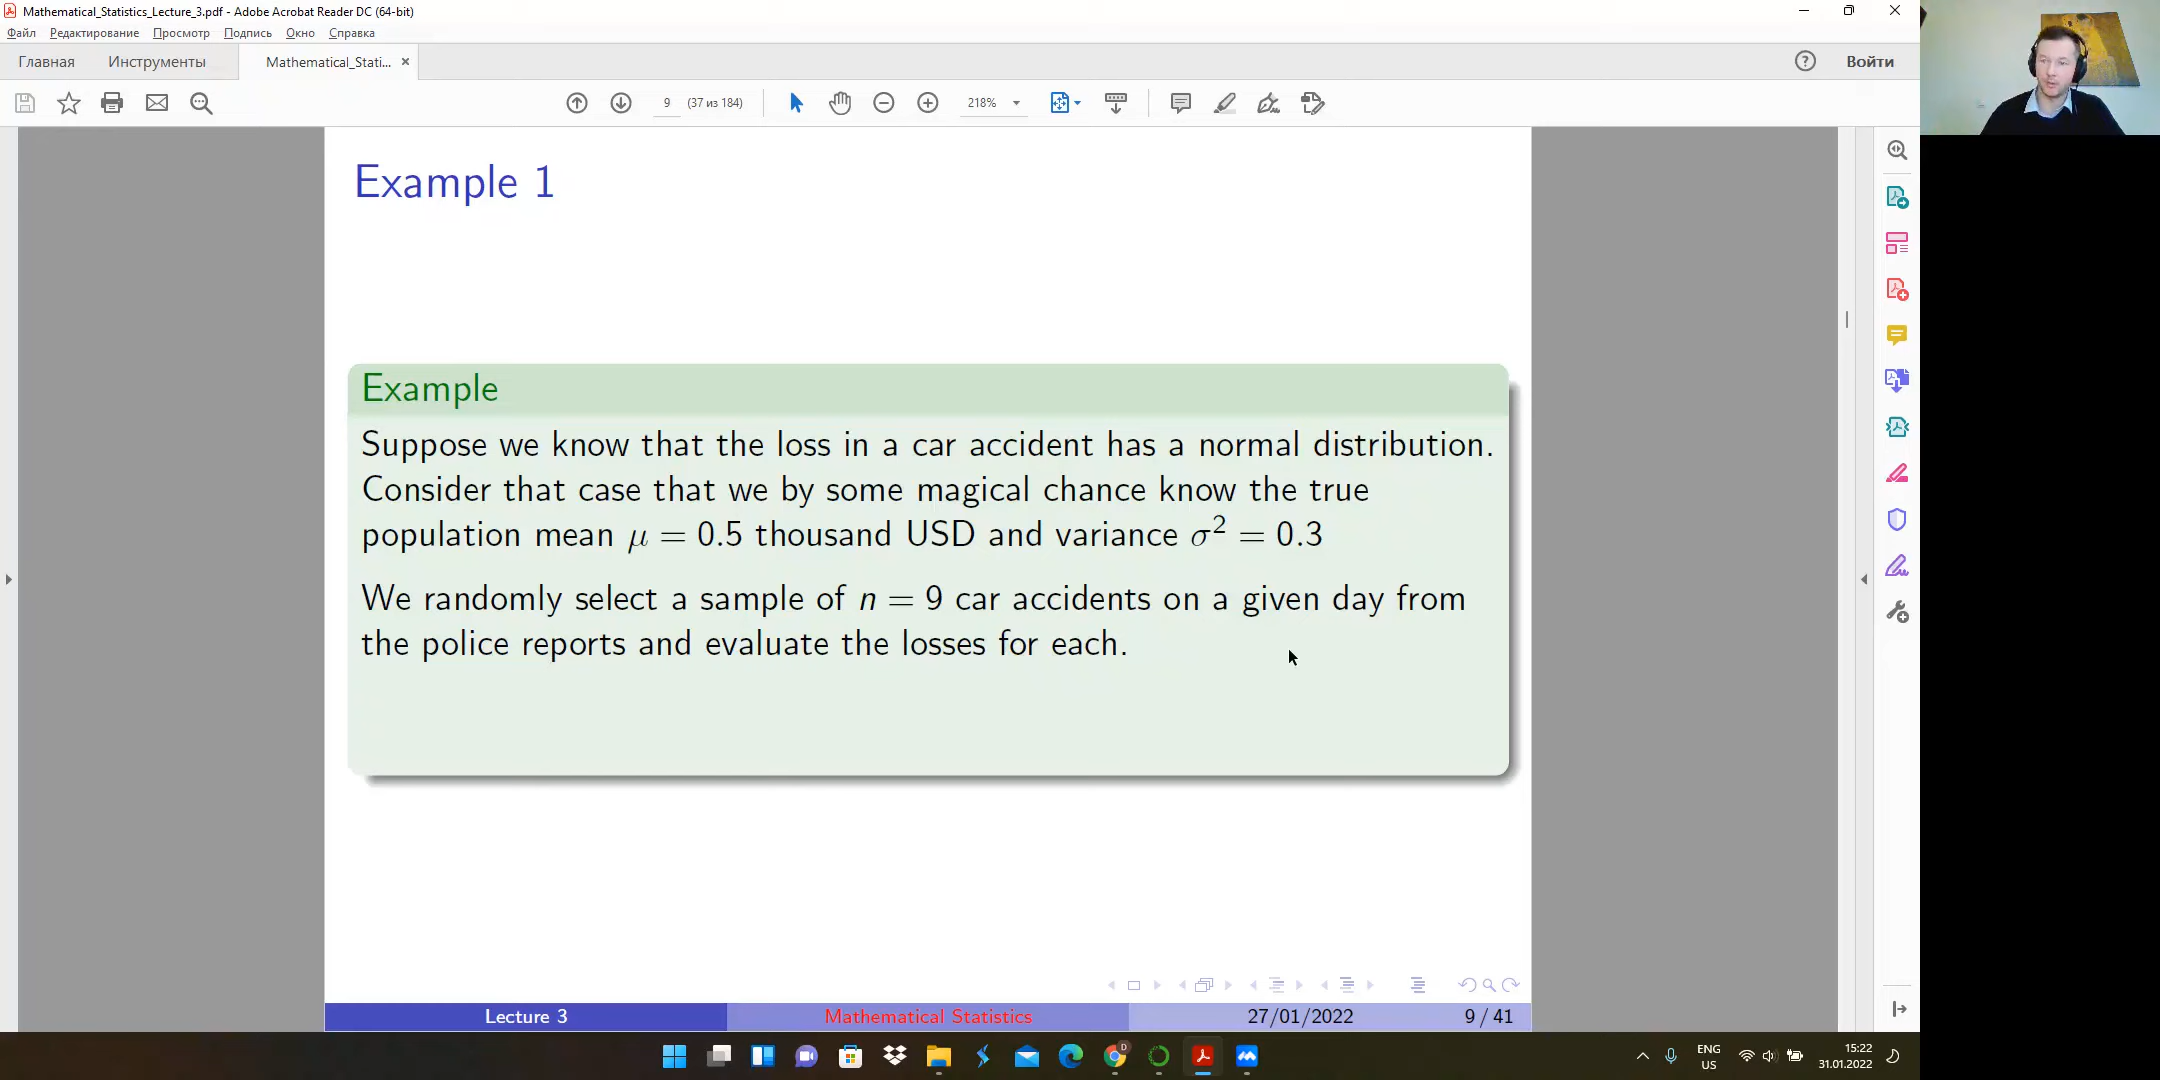 Mathematical_Statistics_Lecture_3.pdf - Adobe Acrobat Reader DC (64-bit)
Файл Редактирование Просмотр Подпись Окно Справка
Главная Инструменты Mathematical_Stati... Войти
9 (37 из 184) 218%
Example 1
Example
Suppose we know that the loss in a car accident has a normal distribution.
Consider that case that we by some magical chance know the true
population mean μ = 0.5 thousand USD and variance σ² = 0.3
We randomly select a sample of n = 9 car accidents on a given day from
the police reports and evaluate the losses for each.
Lecture 3 Mathematical Statistics 27/01/2022 9 / 41
ENG
US
15:22
31.01.2022